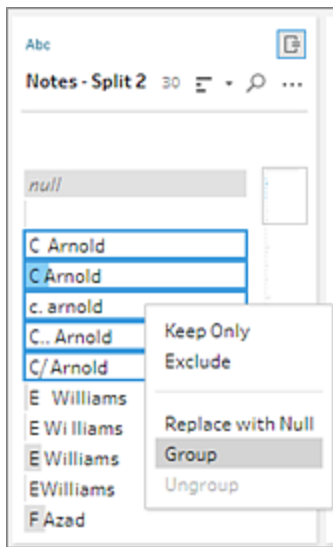 Abc
Notes - Split 2 30 ...
null
C Arnold
C Arnold
c. arnold
C.. Arnold
C/ Arnold
E Williams
E Wi lliams
E Williams
EWilliams
F Azad
Keep Only
Exclude
Replace with Null
Group
Ungroup